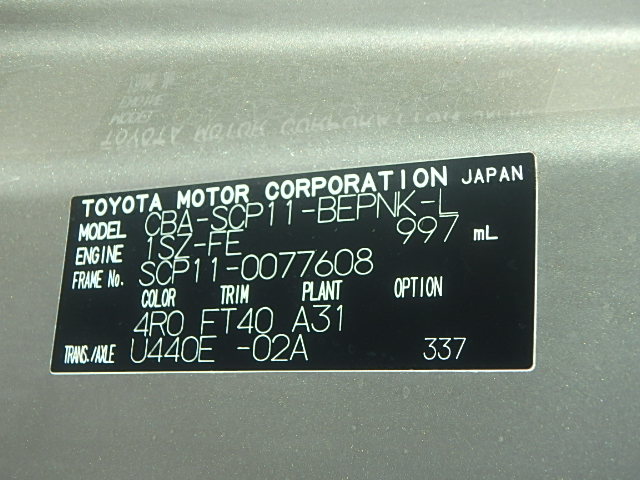 TOYOTA MOTOR CORPORATION JAPAN
MODEL CBA-SCP11-BEPNK-L
ENGINE 1SZ-FE 997 mL
FRAME No. SCP11-0077608
COLOR TRIM PLANT OPTION
4R0 FT40 A31
TRANS./AXLE U440E -02A 337